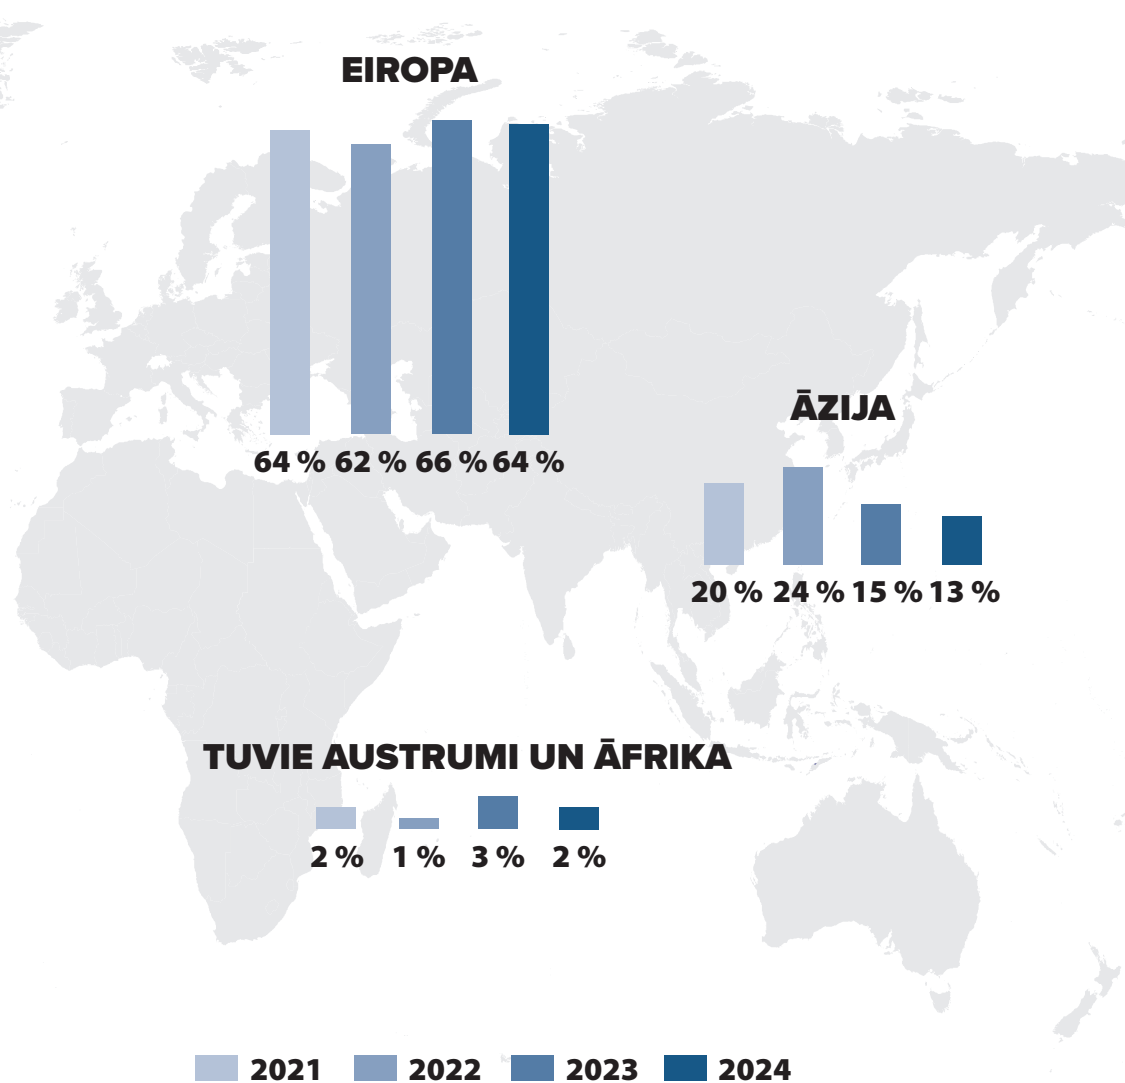 EIROPA
64 % 62 % 66 % 64 %
ĀZIJA
20 % 24 % 15 % 13 %
TUVIE AUSTRUMI UN ĀFRIKA
2 % 1 % 3 % 2 %
2021 2022 2023 2024